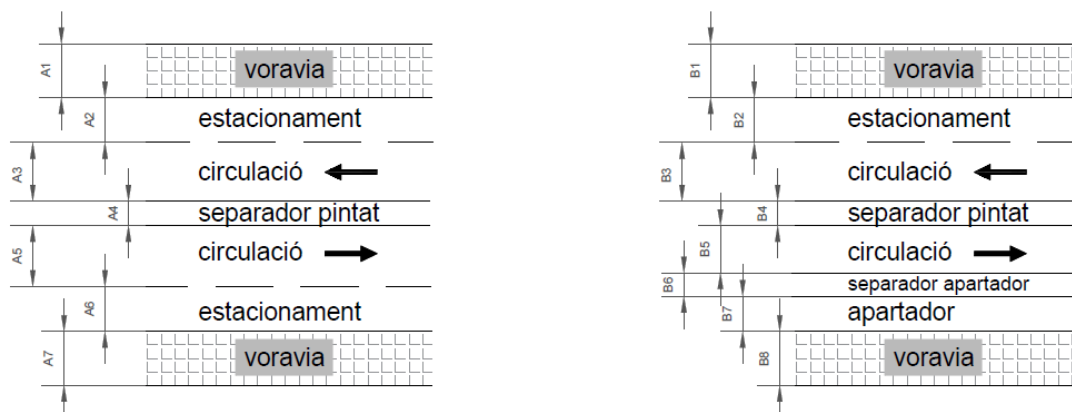 A1
voravia
A2
estacionament
A3
circulació
A4
separador pintat
A5
circulació
A6
estacionament
A7
voravia
B1
voravia
B2
estacionament
B3
circulació
B4
separador pintat
B5
circulació
B6
separador apartador
B7
apartador
B8
voravia